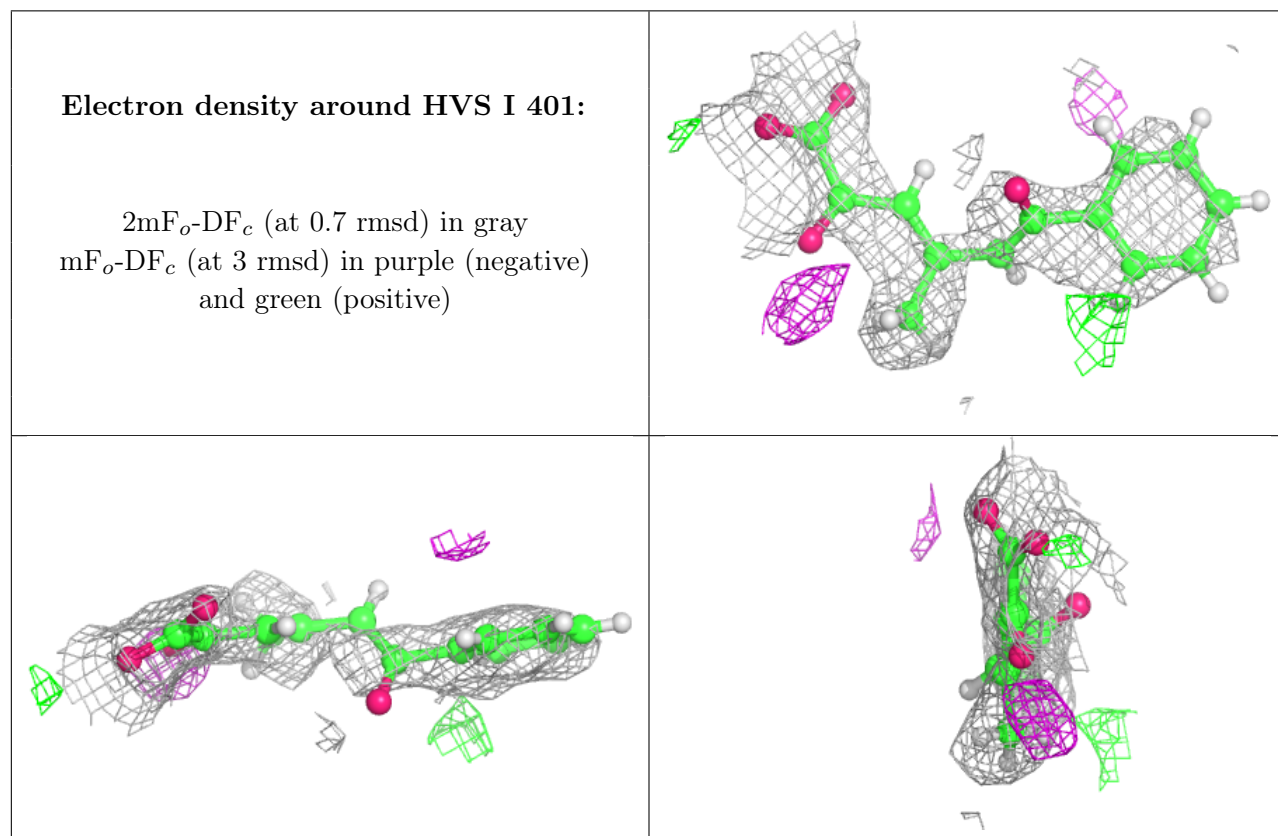 Electron density around HVS I 401:
2mFₒ-DF𝒸 (at 0.7 rmsd) in gray
mFₒ-DF𝒸 (at 3 rmsd) in purple (negative)
and green (positive)